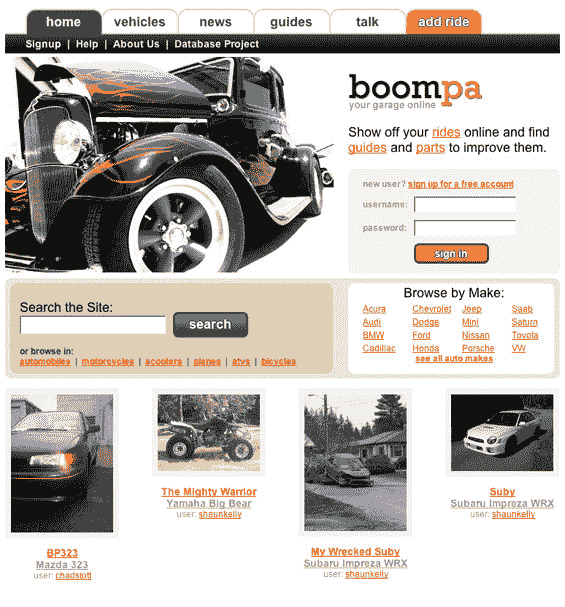 home vehicles news guides talk add ride
Signup | Help | About Us | Database Project
boompa
your garage online
Show off your rides online and find
guides and parts to improve them.
new user? sign up for a free account
username:
password:
sign in
Search the Site:
search
or browse in:
automobiles | motorcycles | scooters | planes | atvs | bicycles
Browse by Make:
Acura Chevrolet Jeep Saab
Audi Dodge Mini Saturn
BMW Ford Nissan Toyota
Cadillac Honda Porsche VW
see all auto makes
The Mighty Warrior
Yamaha Big Bear
user: shaunkelly
Suby
Subaru Impreza WRX
user: shaunkelly
BP323
Mazda 323
user: chadstott
My Wrecked Suby
Subaru Impreza WRX
user: shaunkelly